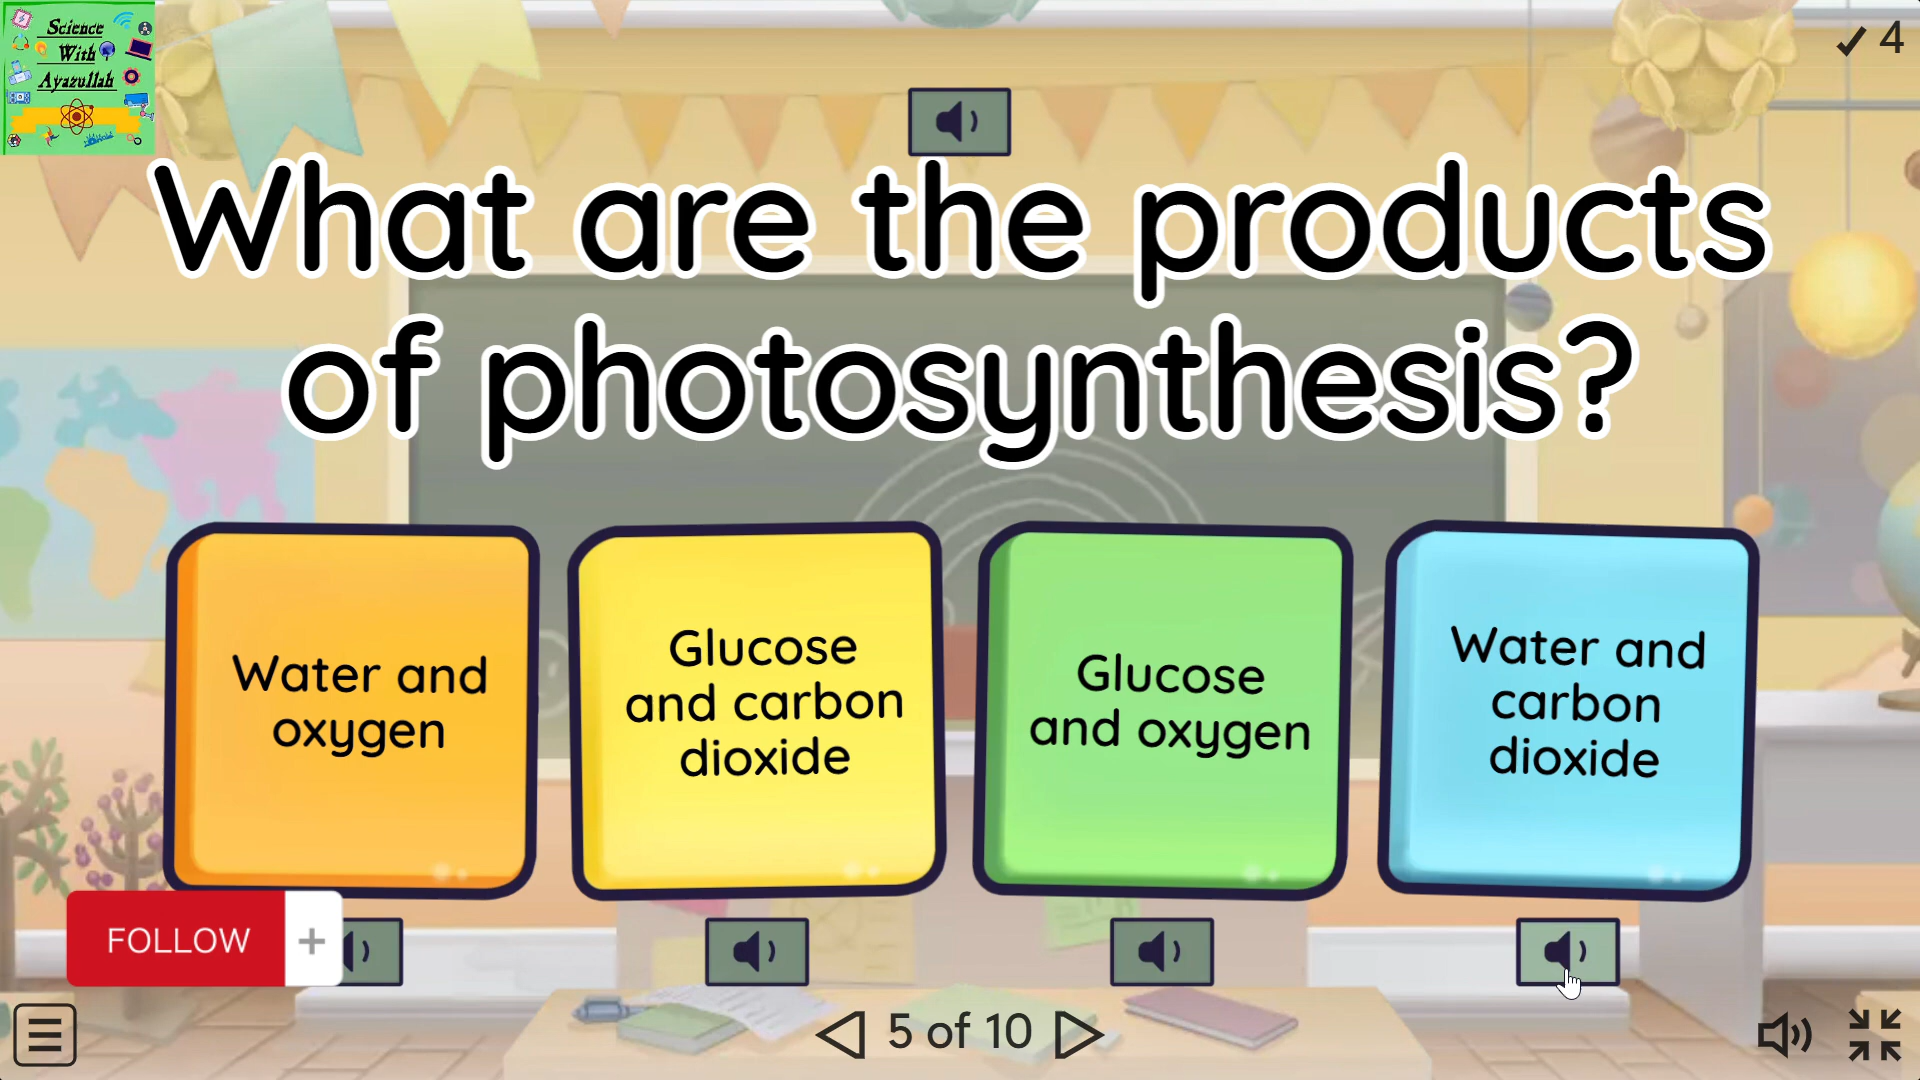 Science
With
Ayazullah
4
What are the products
of photosynthesis?
Water and
oxygen
Glucose
and carbon
dioxide
Glucose
and oxygen
Water and
carbon
dioxide
FOLLOW +
5 of 10